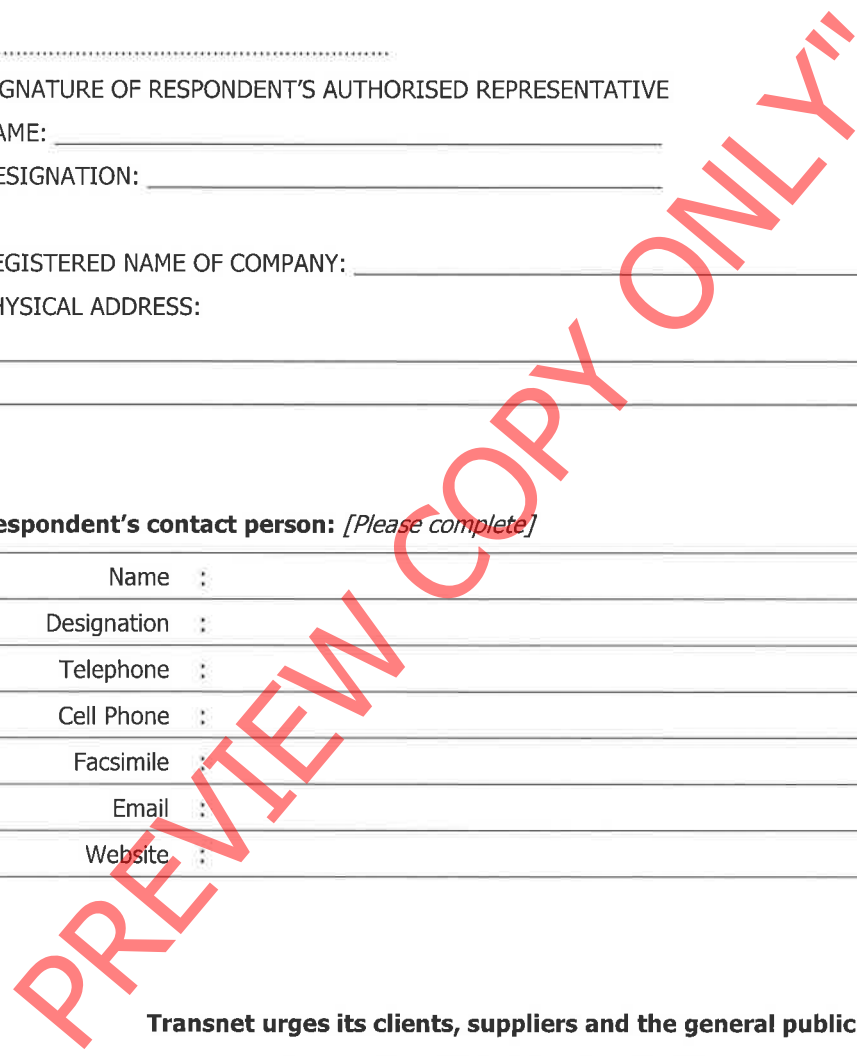 GNATURE OF RESPONDENT'S AUTHORISED REPRESENTATIVE
AME:
ESIGNATION:
EGISTERED NAME OF COMPANY:
HYSICAL ADDRESS:
espondent's contact person: [Please complete]
Name :
Designation :
Telephone :
Cell Phone :
Facsimile :
Email :
Website :
Transnet urges its clients, suppliers and the general public
PREVIEW COPY ONLY"